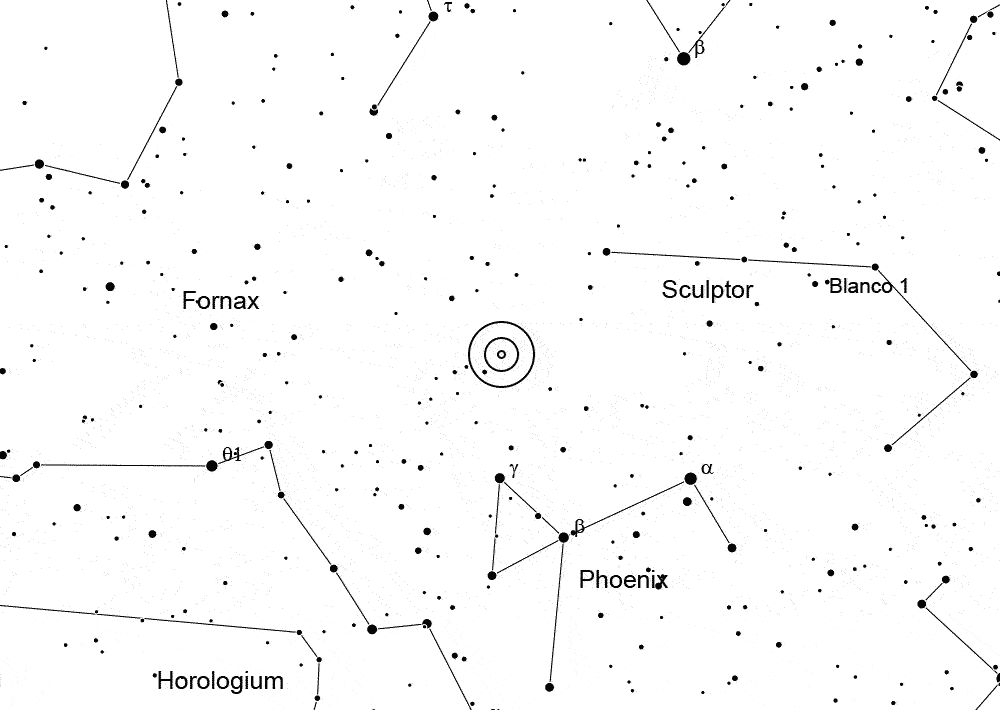 τ
β
Blanco 1
Sculptor
Fornax
θ1
γ
α
β
Phoenix
Horologium